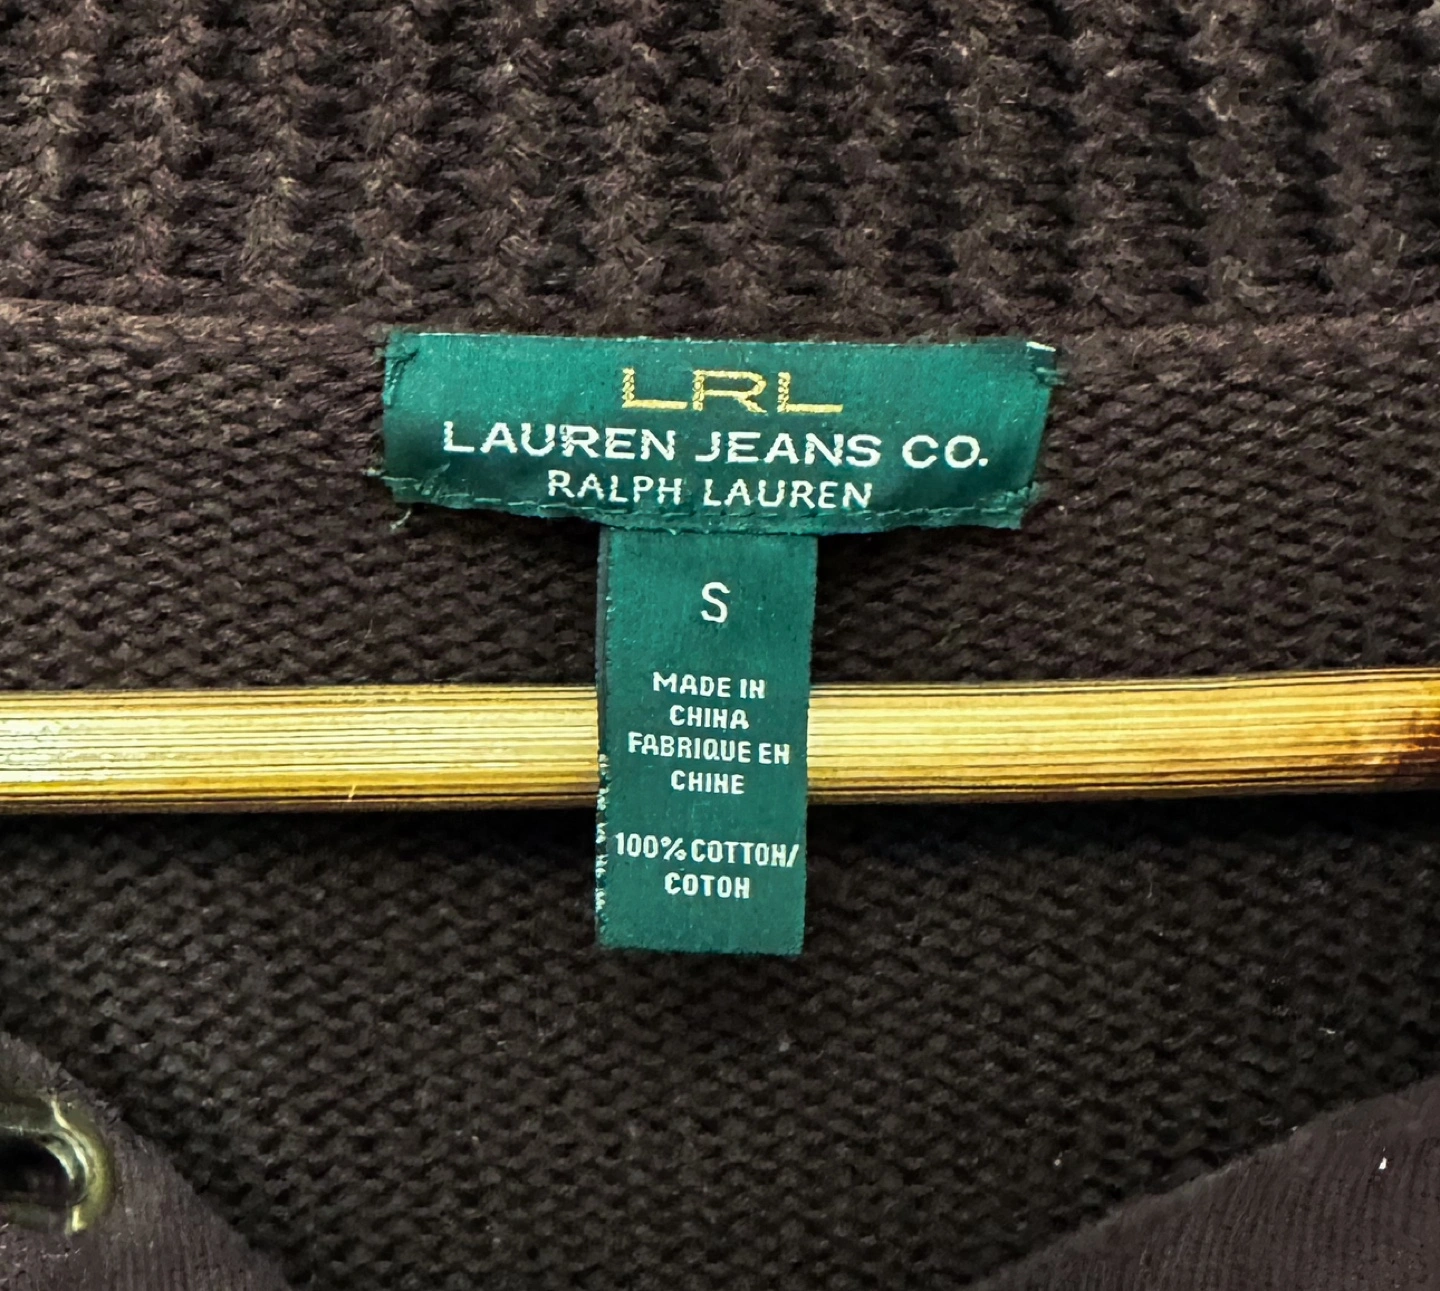 LRL
LAUREN JEANS CO.
RALPH LAUREN
S
MADE IN
CHINA
FABRIQUE EN
CHINE
100% COTTON/
COTON